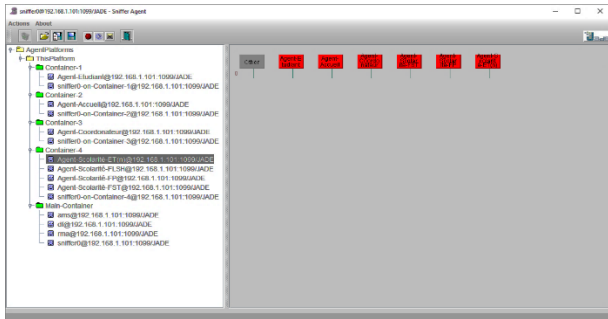 sniffer0@192.168.1.101:1099/JADE - Sniffer Agent
Actions About
AgentPlatforms
ThisPlatform
Container-1
Agent-Etudiant@192.168.1.101:1099/JADE
sniffer0-on-Container-1@192.168.1.101:1099/JADE
Container-2
Agent-Accueil@192.168.1.101:1099/JADE
sniffer0-on-Container-2@192.168.1.101:1099/JADE
Container-3
Agent-Coordonateur@192.168.1.101:1099/JADE
sniffer0-on-Container-3@192.168.1.101:1099/JADE
Container-4
@192.168.1.101:1099/JADE
Agent-Scolarité-FLSH@192.168.1.101:1099/JADE
Agent-Scolarité-FP@192.168.1.101:1099/JADE
Agent-Scolarité-FST@192.168.1.101:1099/JADE
sniffer0-on-Container-4@192.168.1.101:1099/JADE
Main-Container
ams@192.168.1.101:1099/JADE
df@192.168.1.101:1099/JADE
rma@192.168.1.101:1099/JADE
sniffer0@192.168.1.101:1099/JADE
Other
0